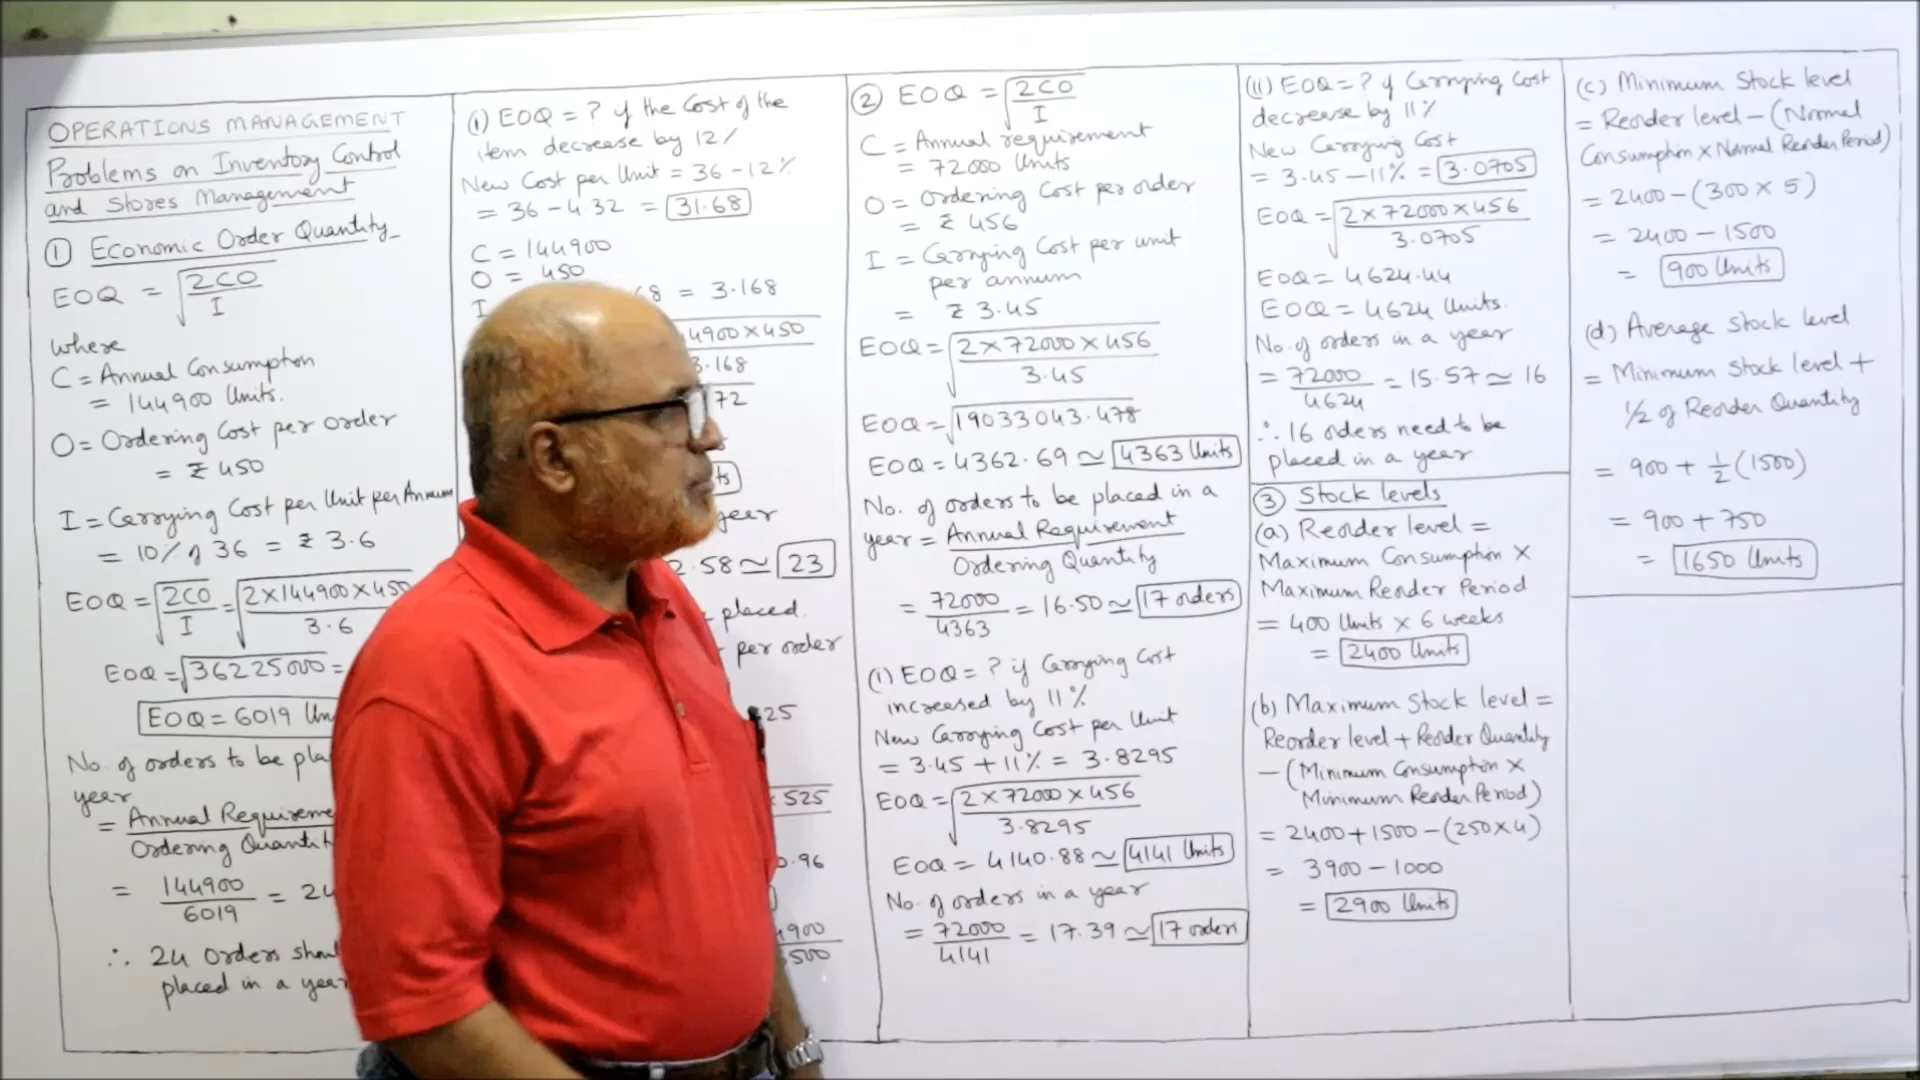 OPERATIONS MANAGEMENT
Problems on Inventory Control
and Stores Management
① Economic Order Quantity
EOQ = √2CO/I
where
C = Annual Consumption
= 144900 Units.
O = Ordering Cost per order
= ₹ 450
I = Carrying Cost per Unit per Annum
= 10% of 36 = ₹ 3.6
EOQ = √2CO/I = √2×144900×450/3.6
EOQ = √36225000 =
EOQ = 6019
No. of orders to be
year
= Annual
Ordering
= 144900/6019 =
∴ 24 Orders
placed in a year
(i) EOQ = ? if the Cost of the
item decrease by 12%
New Cost per Unit = 36 - 12%
= 36 - 4.32 = 31.68
C = 144900
O = 450
I = 3.168
×450
72
year
.58 ≃ 23
placed.
per order
525
.96
② EOQ = √2CO/I
C = Annual requirement
= 72000 Units
O = Ordering Cost per order
= ₹ 456
I = Carrying Cost per unit
per annum
= ₹ 3.45
EOQ = √2×72000×456/3.45
EOQ = √19033043.478
EOQ = 4362.69 ≃ 4363 Units
No. of orders to be placed in a
year = Annual Requirement/Ordering Quantity
= 72000/4363 = 16.50 ≃ 17 orders
(i) EOQ = ? if Carrying Cost
increased by 11%
New Carrying Cost per Unit
= 3.45 + 11% = 3.8295
EOQ = √2×72000×456/3.8295
EOQ = 4140.88 ≃ 4141 Units
No. of orders in a year
= 72000/4141 = 17.39 ≃ 17 orders
(ii) EOQ = ? if Carrying Cost
decrease by 11%
New Carrying Cost
= 3.45 - 11% = 3.0705
EOQ = √2×72000×456/3.0705
EOQ = 4624.44
EOQ = 4624 Units.
No. of orders in a year
= 72000/4624 = 15.57 ≃ 16
∴ 16 orders need to be
placed in a year
③ Stock levels
(a) Reorder level =
Maximum Consumption ×
Maximum Reorder Period
= 400 Units × 6 weeks
= 2400 Units
(b) Maximum Stock level =
Reorder level + Reorder Quantity
- (Minimum Consumption ×
Minimum Reorder Period)
= 2400 + 1500 - (250×4)
= 3900 - 1000
= 2900 Units
(c) Minimum Stock level
= Reorder level - (Normal
Consumption × Normal Reorder Period)
= 2400 - (300 × 5)
= 2400 - 1500
= 900 Units
(d) Average Stock level
= Minimum Stock level +
1/2 of Reorder Quantity
= 900 + 1/2 (1500)
= 900 + 750
= 1650 Units